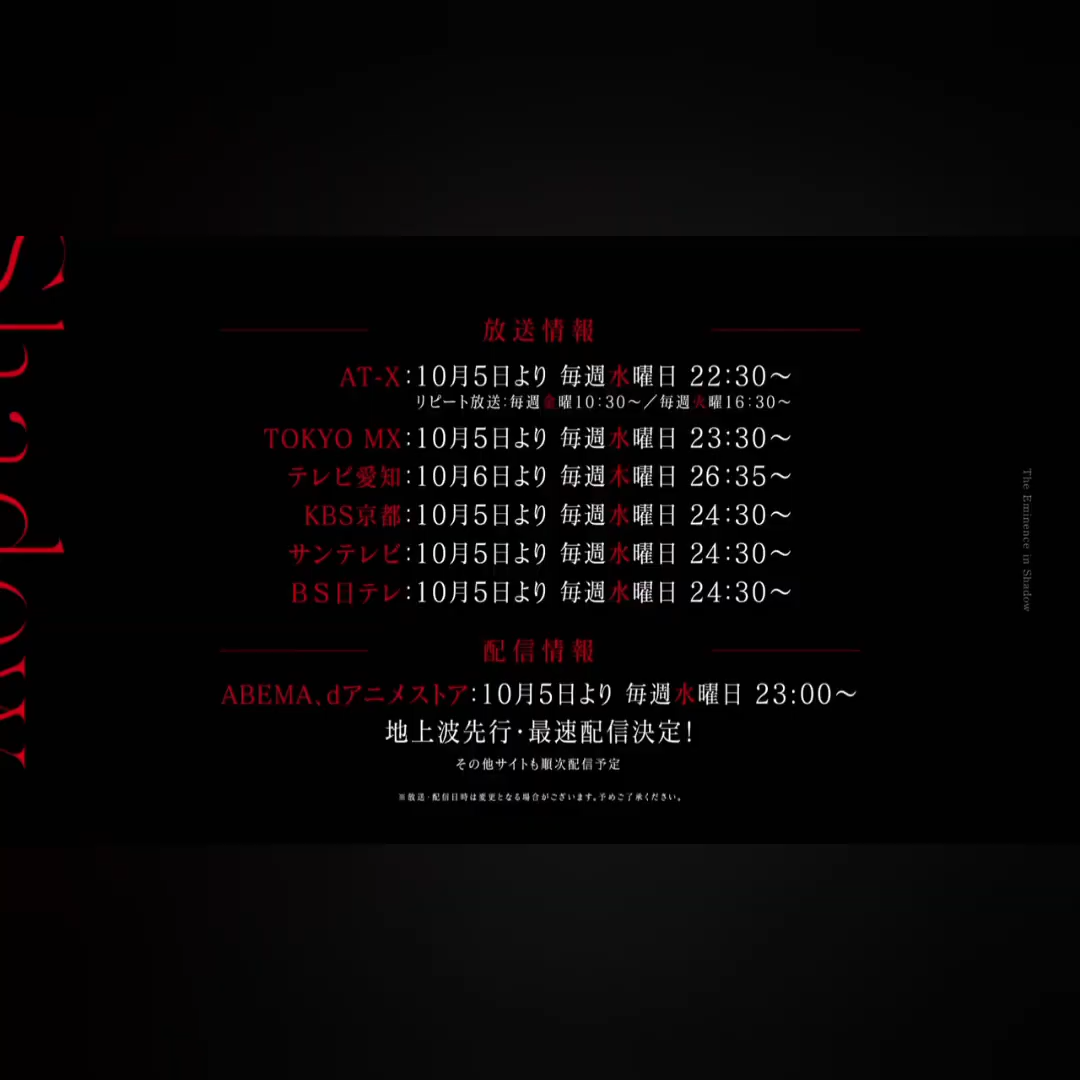 Shadow
放送情報
AT-X:10月5日より 毎週水曜日 22:30～
リピート放送:毎週金曜10:30～／毎週火曜16:30～
TOKYO MX:10月5日より 毎週水曜日 23:30～
テレビ愛知:10月6日より 毎週木曜日 26:35～
KBS京都:10月5日より 毎週水曜日 24:30～
サンテレビ:10月5日より 毎週水曜日 24:30～
BS日テレ:10月5日より 毎週水曜日 24:30～
配信情報
ABEMA、dアニメストア:10月5日より 毎週水曜日 23:00～
地上波先行・最速配信決定!
その他サイトも順次配信予定
※放送・配信日時は変更となる場合がございます。予めご了承ください。
The Eminence in Shadow